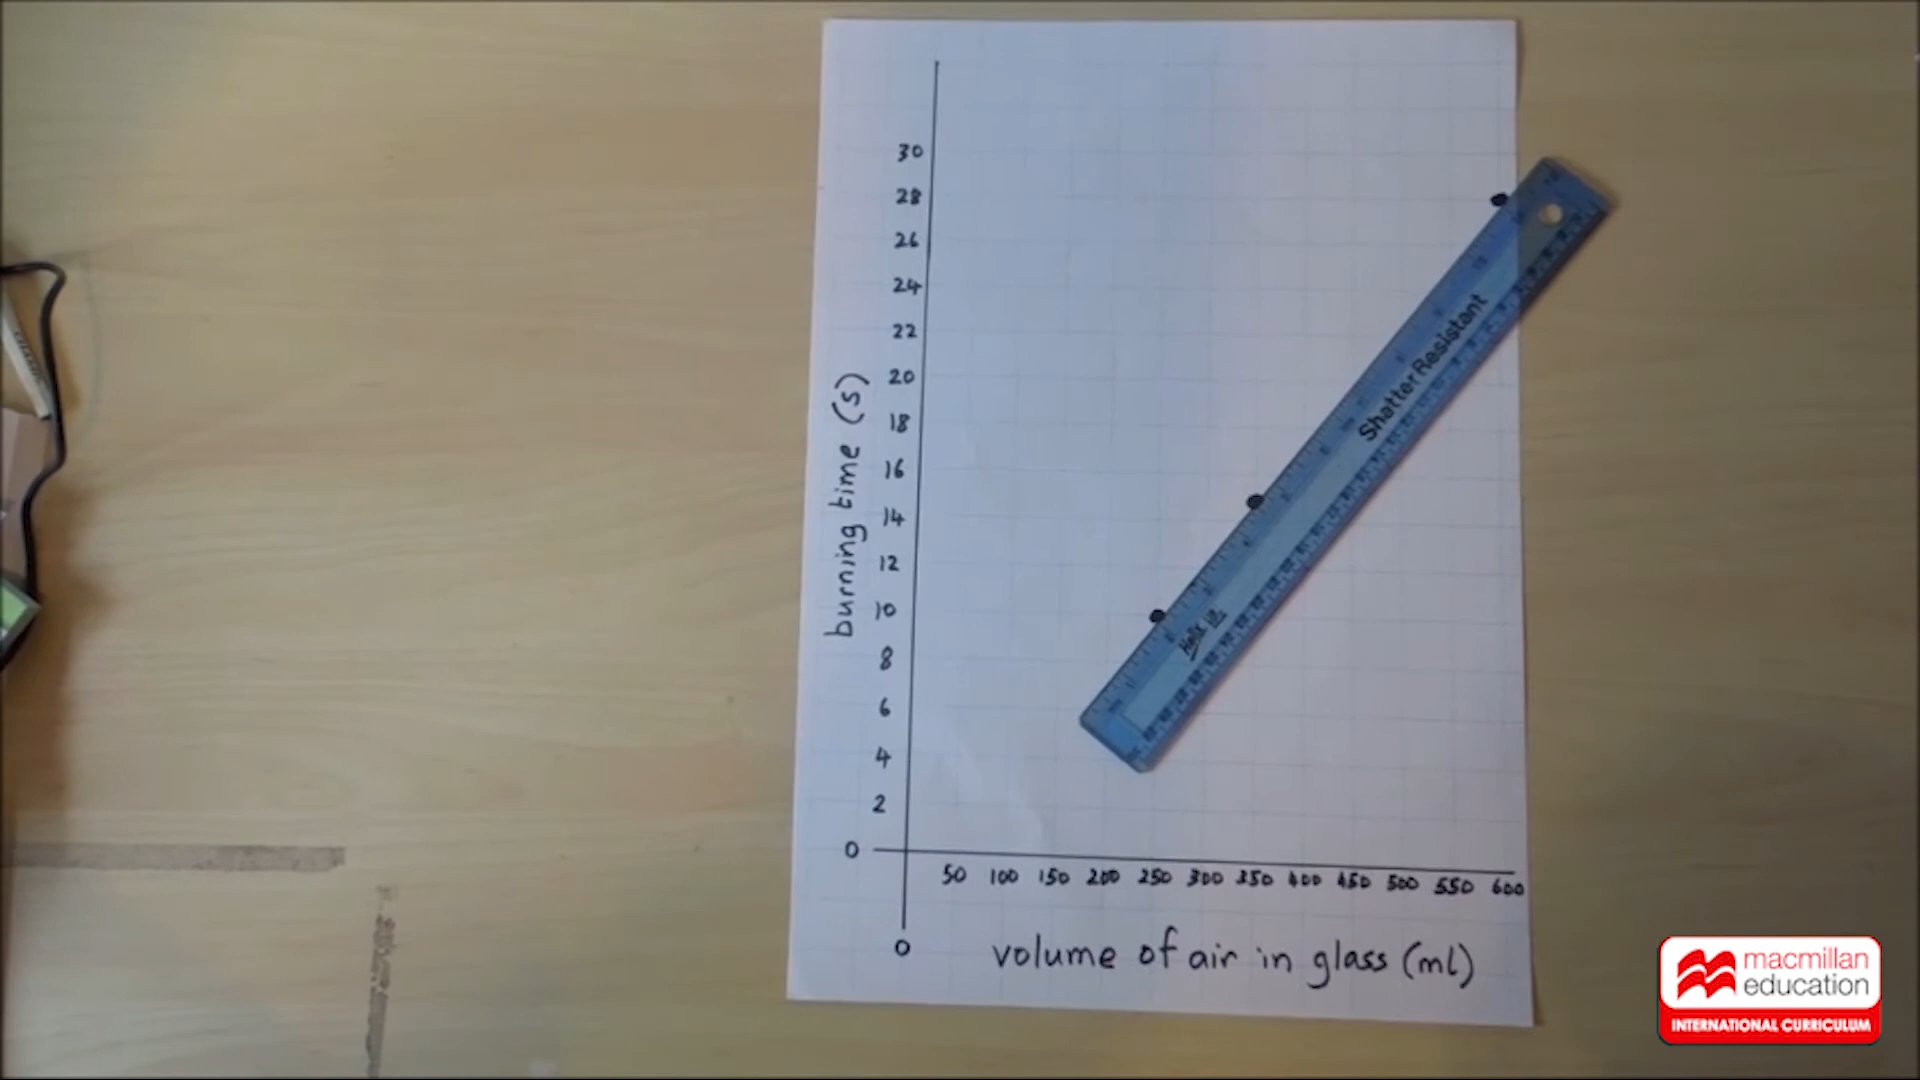 30
28
26
24
22
20
18
16
14
12
10
8
6
4
2
0
burning time (s)
50 100 150 200 250 300 350 400 450 500 550 600
0
volume of air in glass (ml)
Shatter Resistant
Helix
macmillan
education
INTERNATIONAL CURRICULUM